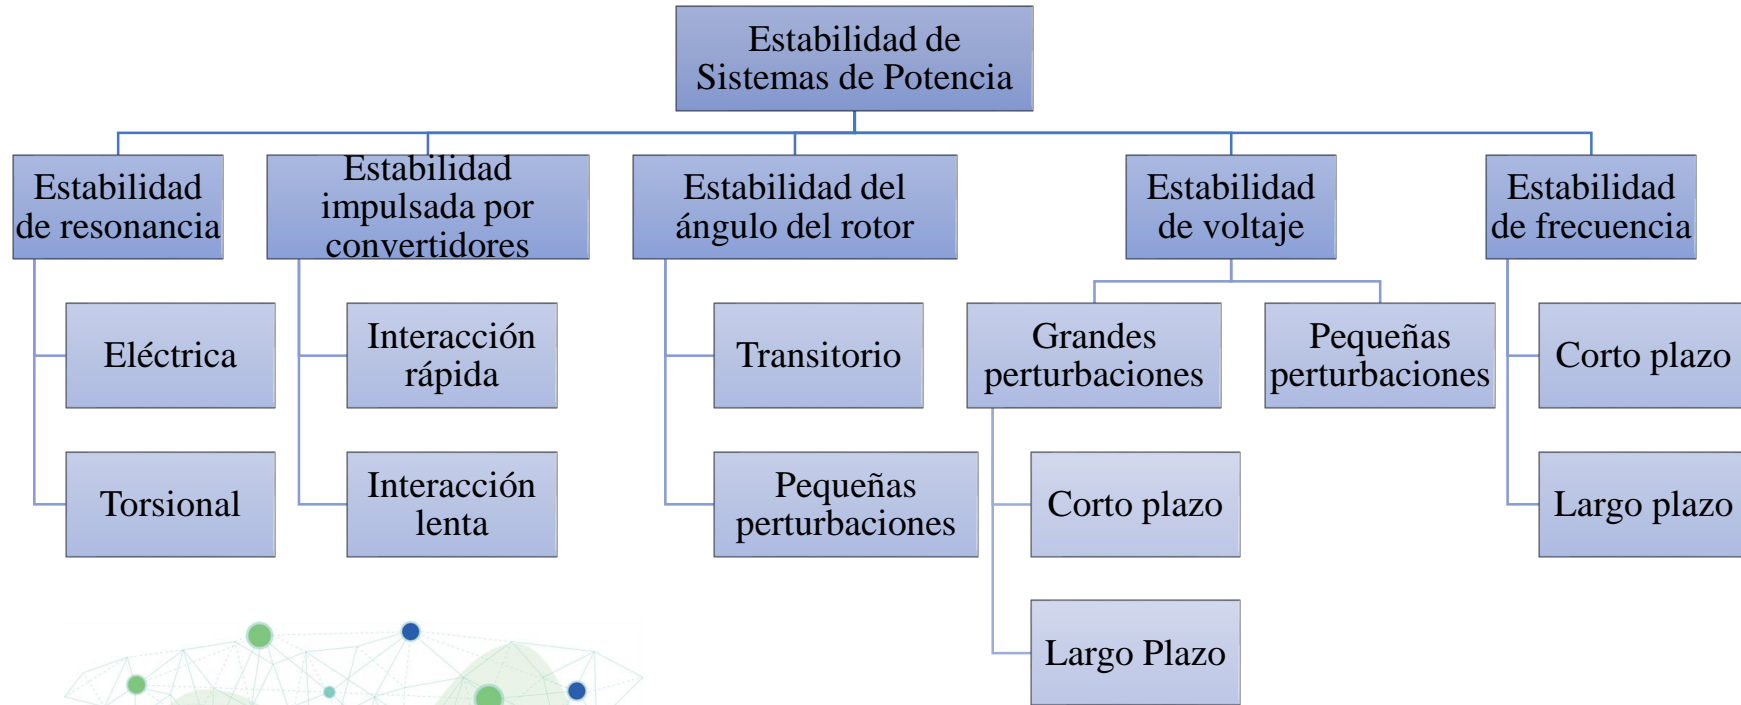 Estabilidad de
Sistemas de Potencia
Estabilidad
de resonancia
Estabilidad
impulsada por
convertidores
Estabilidad del
ángulo del rotor
Estabilidad
de voltaje
Estabilidad
de frecuencia
Eléctrica
Torsional
Interacción
rápida
Interacción
lenta
Transitorio
Pequeñas
perturbaciones
Grandes
perturbaciones
Corto plazo
Largo Plazo
Pequeñas
perturbaciones
Corto plazo
Largo plazo